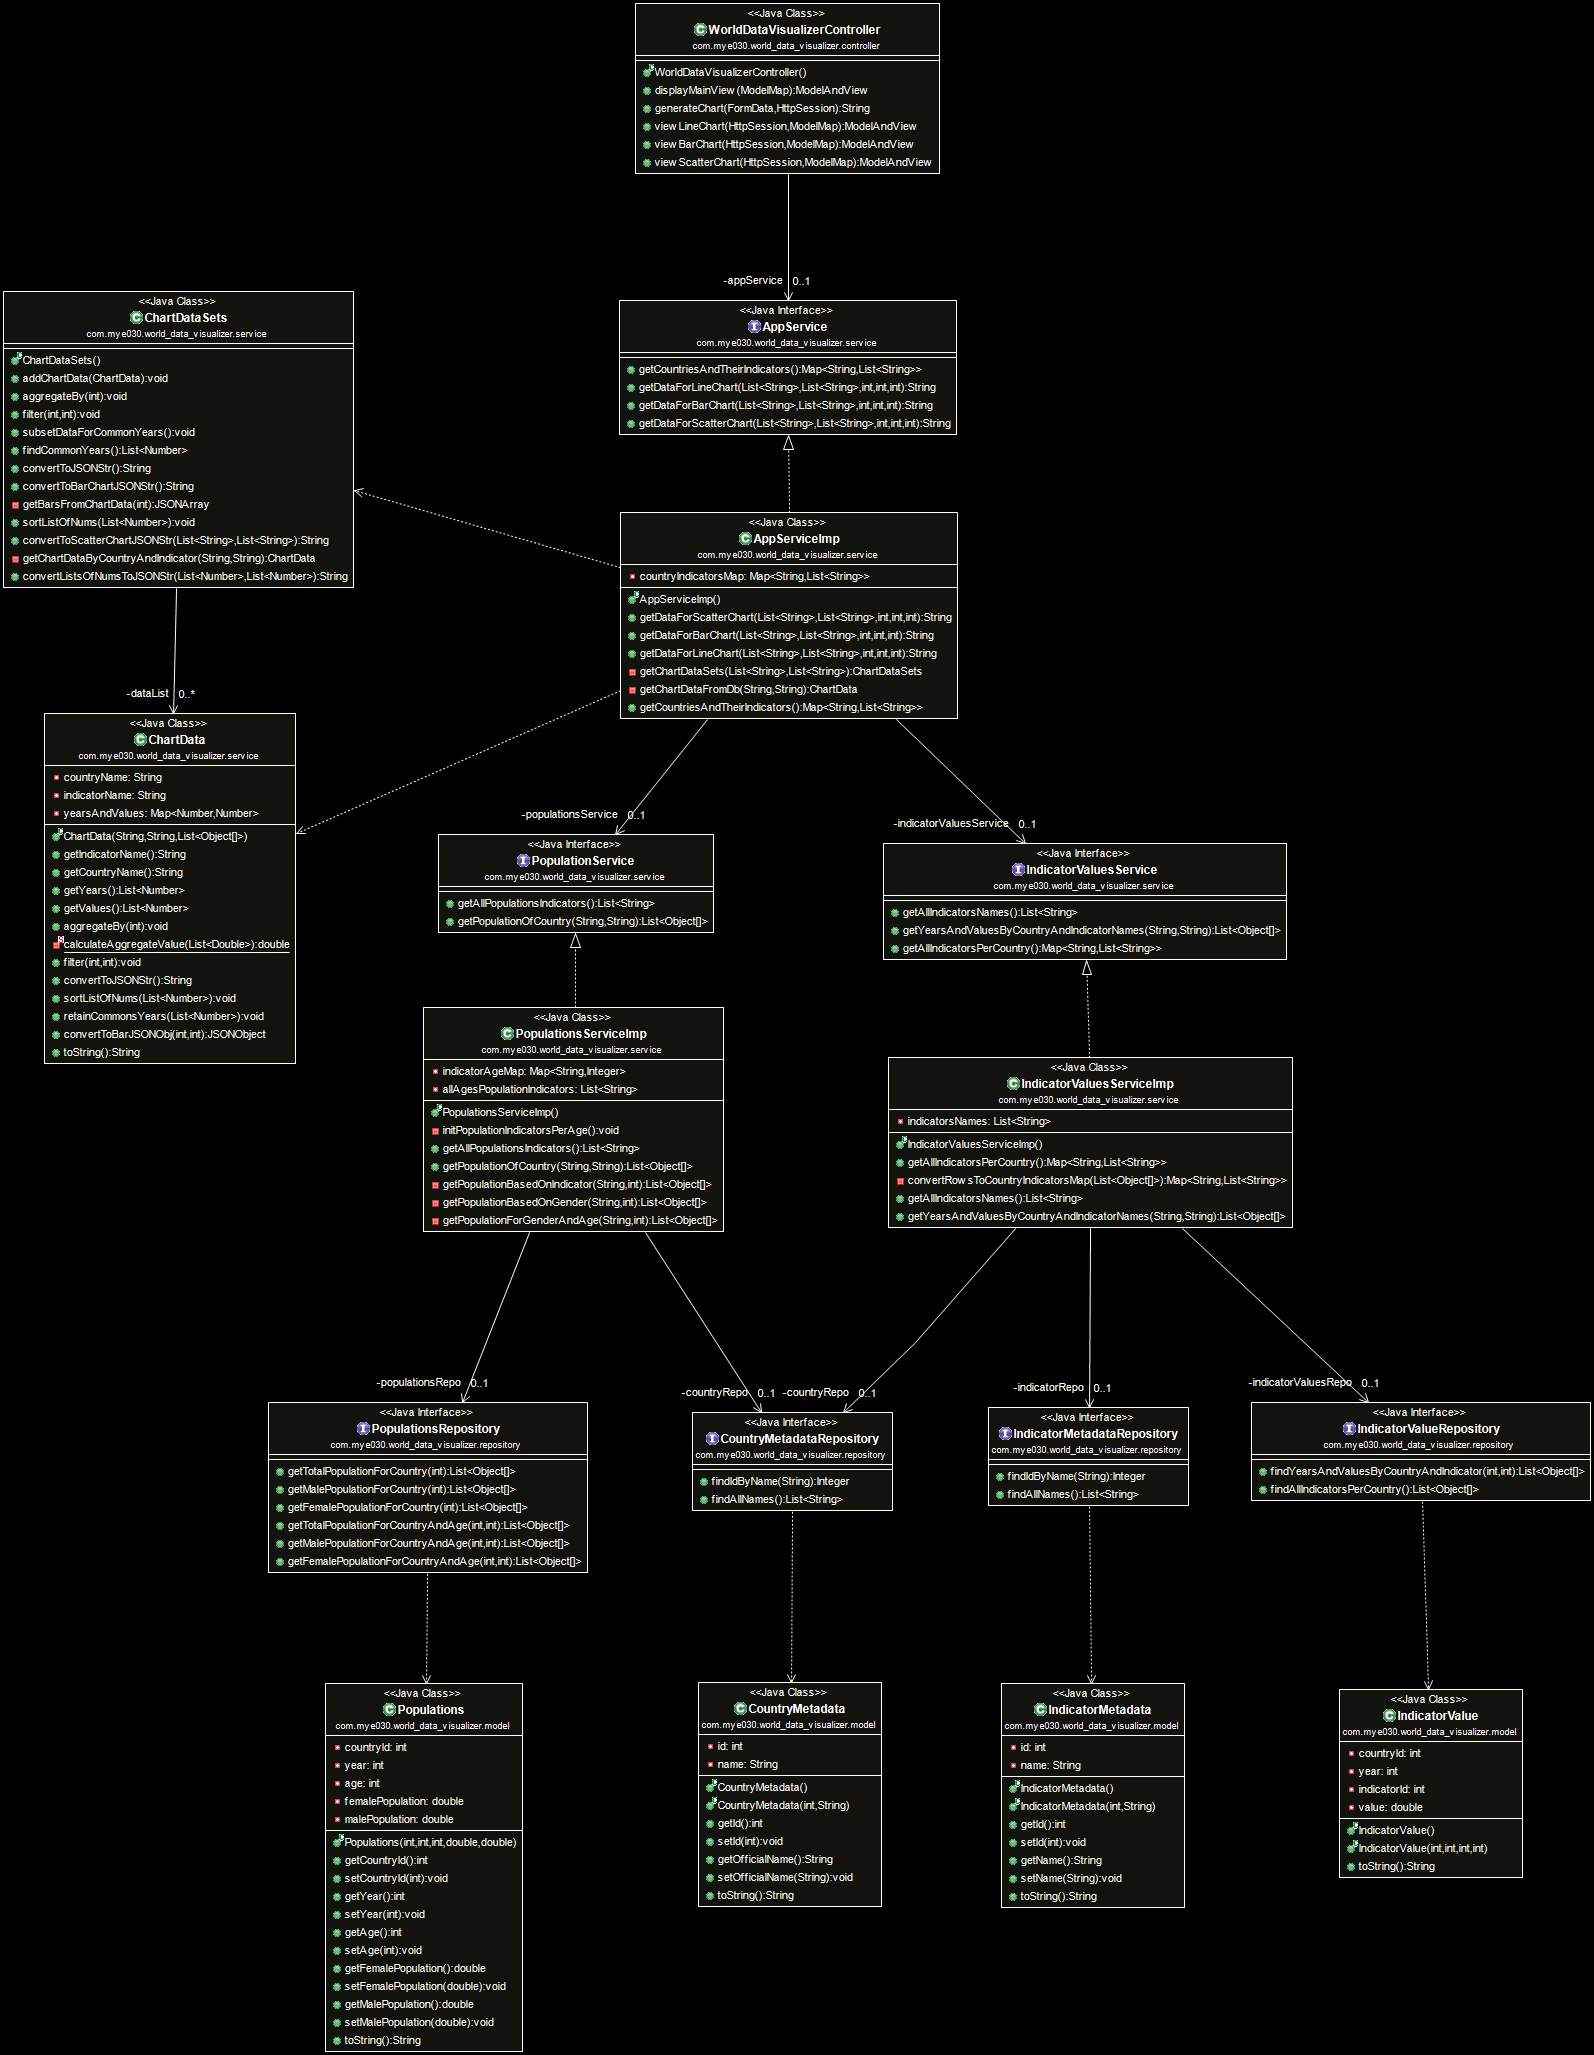 <<Java Class>>
WorldDataVisualizerController
com.mye030.world_data_visualizer.controller
WorldDataVisualizerController()
displayMainView(ModelMap):ModelAndView
generateChart(FormData,HttpSession):String
viewLineChart(HttpSession,ModelMap):ModelAndView
viewBarChart(HttpSession,ModelMap):ModelAndView
viewScatterChart(HttpSession,ModelMap):ModelAndView
-appService 0..1
<<Java Class>>
ChartDataSets
com.mye030.world_data_visualizer.service
ChartDataSets()
addChartData(ChartData):void
aggregateBy(int):void
filter(int,int):void
subsetDataForCommonYears():void
findCommonYears():List<Number>
convertToJSONStr():String
convertToBarChartJSONStr():String
getBarsFromChartData(int):JSONArray
sortListOfNums(List<Number>):void
convertToScatterChartJSONStr(List<String>,List<String>):String
getChartDataByCountryAndIndicator(String,String):ChartData
convertListsOfNumsToJSONStr(List<Number>,List<Number>):String
<<Java Interface>>
AppService
com.mye030.world_data_visualizer.service
getCountriesAndTheirIndicators():Map<String,List<String>>
getDataForLineChart(List<String>,List<String>,int,int,int):String
getDataForBarChart(List<String>,List<String>,int,int,int):String
getDataForScatterChart(List<String>,List<String>,int,int,int):String
<<Java Class>>
AppServiceImp
com.mye030.world_data_visualizer.service
countryIndicatorsMap: Map<String,List<String>>
AppServiceImp()
getDataForScatterChart(List<String>,List<String>,int,int,int):String
getDataForBarChart(List<String>,List<String>,int,int,int):String
getDataForLineChart(List<String>,List<String>,int,int,int):String
getChartDataSets(List<String>,List<String>):ChartDataSets
getChartDataFromDb(String,String):ChartData
getCountriesAndTheirIndicators():Map<String,List<String>>
-dataList 0..*
<<Java Class>>
ChartData
com.mye030.world_data_visualizer.service
countryName: String
indicatorName: String
yearsAndValues: Map<Number,Number>
ChartData(String,String,List<Object[]>)
getIndicatorName():String
getCountryName():String
getYears():List<Number>
getValues():List<Number>
aggregateBy(int):void
calculateAggregateValue(List<Double>):double
filter(int,int):void
convertToJSONStr():String
sortListOfNums(List<Number>):void
retainCommonsYears(List<Number>):void
convertToBarJSONObj(int,int):JSONObject
toString():String
-populationsService 0..1
<<Java Interface>>
PopulationService
com.mye030.world_data_visualizer.service
getAllPopulationsIndicators():List<String>
getPopulationOfCountry(String,String):List<Object[]>
-indicatorValuesService 0..1
<<Java Interface>>
IndicatorValuesService
com.mye030.world_data_visualizer.service
getAllIndicatorsNames():List<String>
getYearsAndValuesByCountryAndIndicatorNames(String,String):List<Object[]>
getAllIndicatorsPerCountry():Map<String,List<String>>
<<Java Class>>
PopulationsServiceImp
com.mye030.world_data_visualizer.service
indicatorAgeMap: Map<String,Integer>
allAgesPopulationIndicators: List<String>
PopulationsServiceImp()
initPopulationIndicatorsPerAge():void
getAllPopulationsIndicators():List<String>
getPopulationOfCountry(String,String):List<Object[]>
getPopulationBasedOnIndicator(String,int):List<Object[]>
getPopulationBasedOnGender(String,int):List<Object[]>
getPopulationForGenderAndAge(String,int):List<Object[]>
<<Java Class>>
IndicatorValuesServiceImp
com.mye030.world_data_visualizer.service
indicatorsNames: List<String>
IndicatorValuesServiceImp()
getAllIndicatorsPerCountry():Map<String,List<String>>
convertRowsToCountryIndicatorsMap(List<Object[]>):Map<String,List<String>>
getAllIndicatorsNames():List<String>
getYearsAndValuesByCountryAndIndicatorNames(String,String):List<Object[]>
-populationsRepo 0..1
-countryRepo 0..1
-countryRepo 0..1
-indicatorRepo 0..1
-indicatorValuesRepo 0..1
<<Java Interface>>
PopulationsRepository
com.mye030.world_data_visualizer.repository
getTotalPopulationForCountry(int):List<Object[]>
getMalePopulationForCountry(int):List<Object[]>
getFemalePopulationForCountry(int):List<Object[]>
getTotalPopulationForCountryAndAge(int,int):List<Object[]>
getMalePopulationForCountryAndAge(int,int):List<Object[]>
getFemalePopulationForCountryAndAge(int,int):List<Object[]>
<<Java Interface>>
CountryMetadataRepository
com.mye030.world_data_visualizer.repository
findIdByName(String):Integer
findAllNames():List<String>
<<Java Interface>>
IndicatorMetadataRepository
com.mye030.world_data_visualizer.repository
findIdByName(String):Integer
findAllNames():List<String>
<<Java Interface>>
IndicatorValueRepository
com.mye030.world_data_visualizer.repository
findYearsAndValuesByCountryAndIndicator(int,int):List<Object[]>
findAllIndicatorsPerCountry():List<Object[]>
<<Java Class>>
Populations
com.mye030.world_data_visualizer.model
countryId: int
year: int
age: int
femalePopulation: double
malePopulation: double
Populations(int,int,int,double,double)
getCountryId():int
setCountryId(int):void
getYear():int
setYear(int):void
getAge():int
setAge(int):void
getFemalePopulation():double
setFemalePopulation(double):void
getMalePopulation():double
setMalePopulation(double):void
toString():String
<<Java Class>>
CountryMetadata
com.mye030.world_data_visualizer.model
id: int
name: String
CountryMetadata()
CountryMetadata(int,String)
getId():int
setId(int):void
getOfficialName():String
setOfficialName(String):void
toString():String
<<Java Class>>
IndicatorMetadata
com.mye030.world_data_visualizer.model
id: int
name: String
IndicatorMetadata()
IndicatorMetadata(int,String)
getId():int
setId(int):void
getName():String
setName(String):void
toString():String
<<Java Class>>
IndicatorValue
com.mye030.world_data_visualizer.model
countryId: int
year: int
indicatorId: int
value: double
IndicatorValue()
IndicatorValue(int,int,int,int)
toString():String